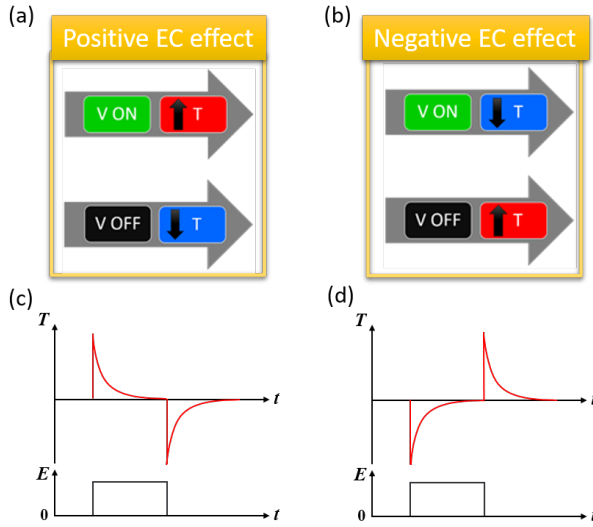 (a)
Positive EC effect
V ON
T
V OFF
T
(b)
Negative EC effect
V ON
T
V OFF
T
(c)
T
t
E
0
t
(d)
T
t
E
0
t